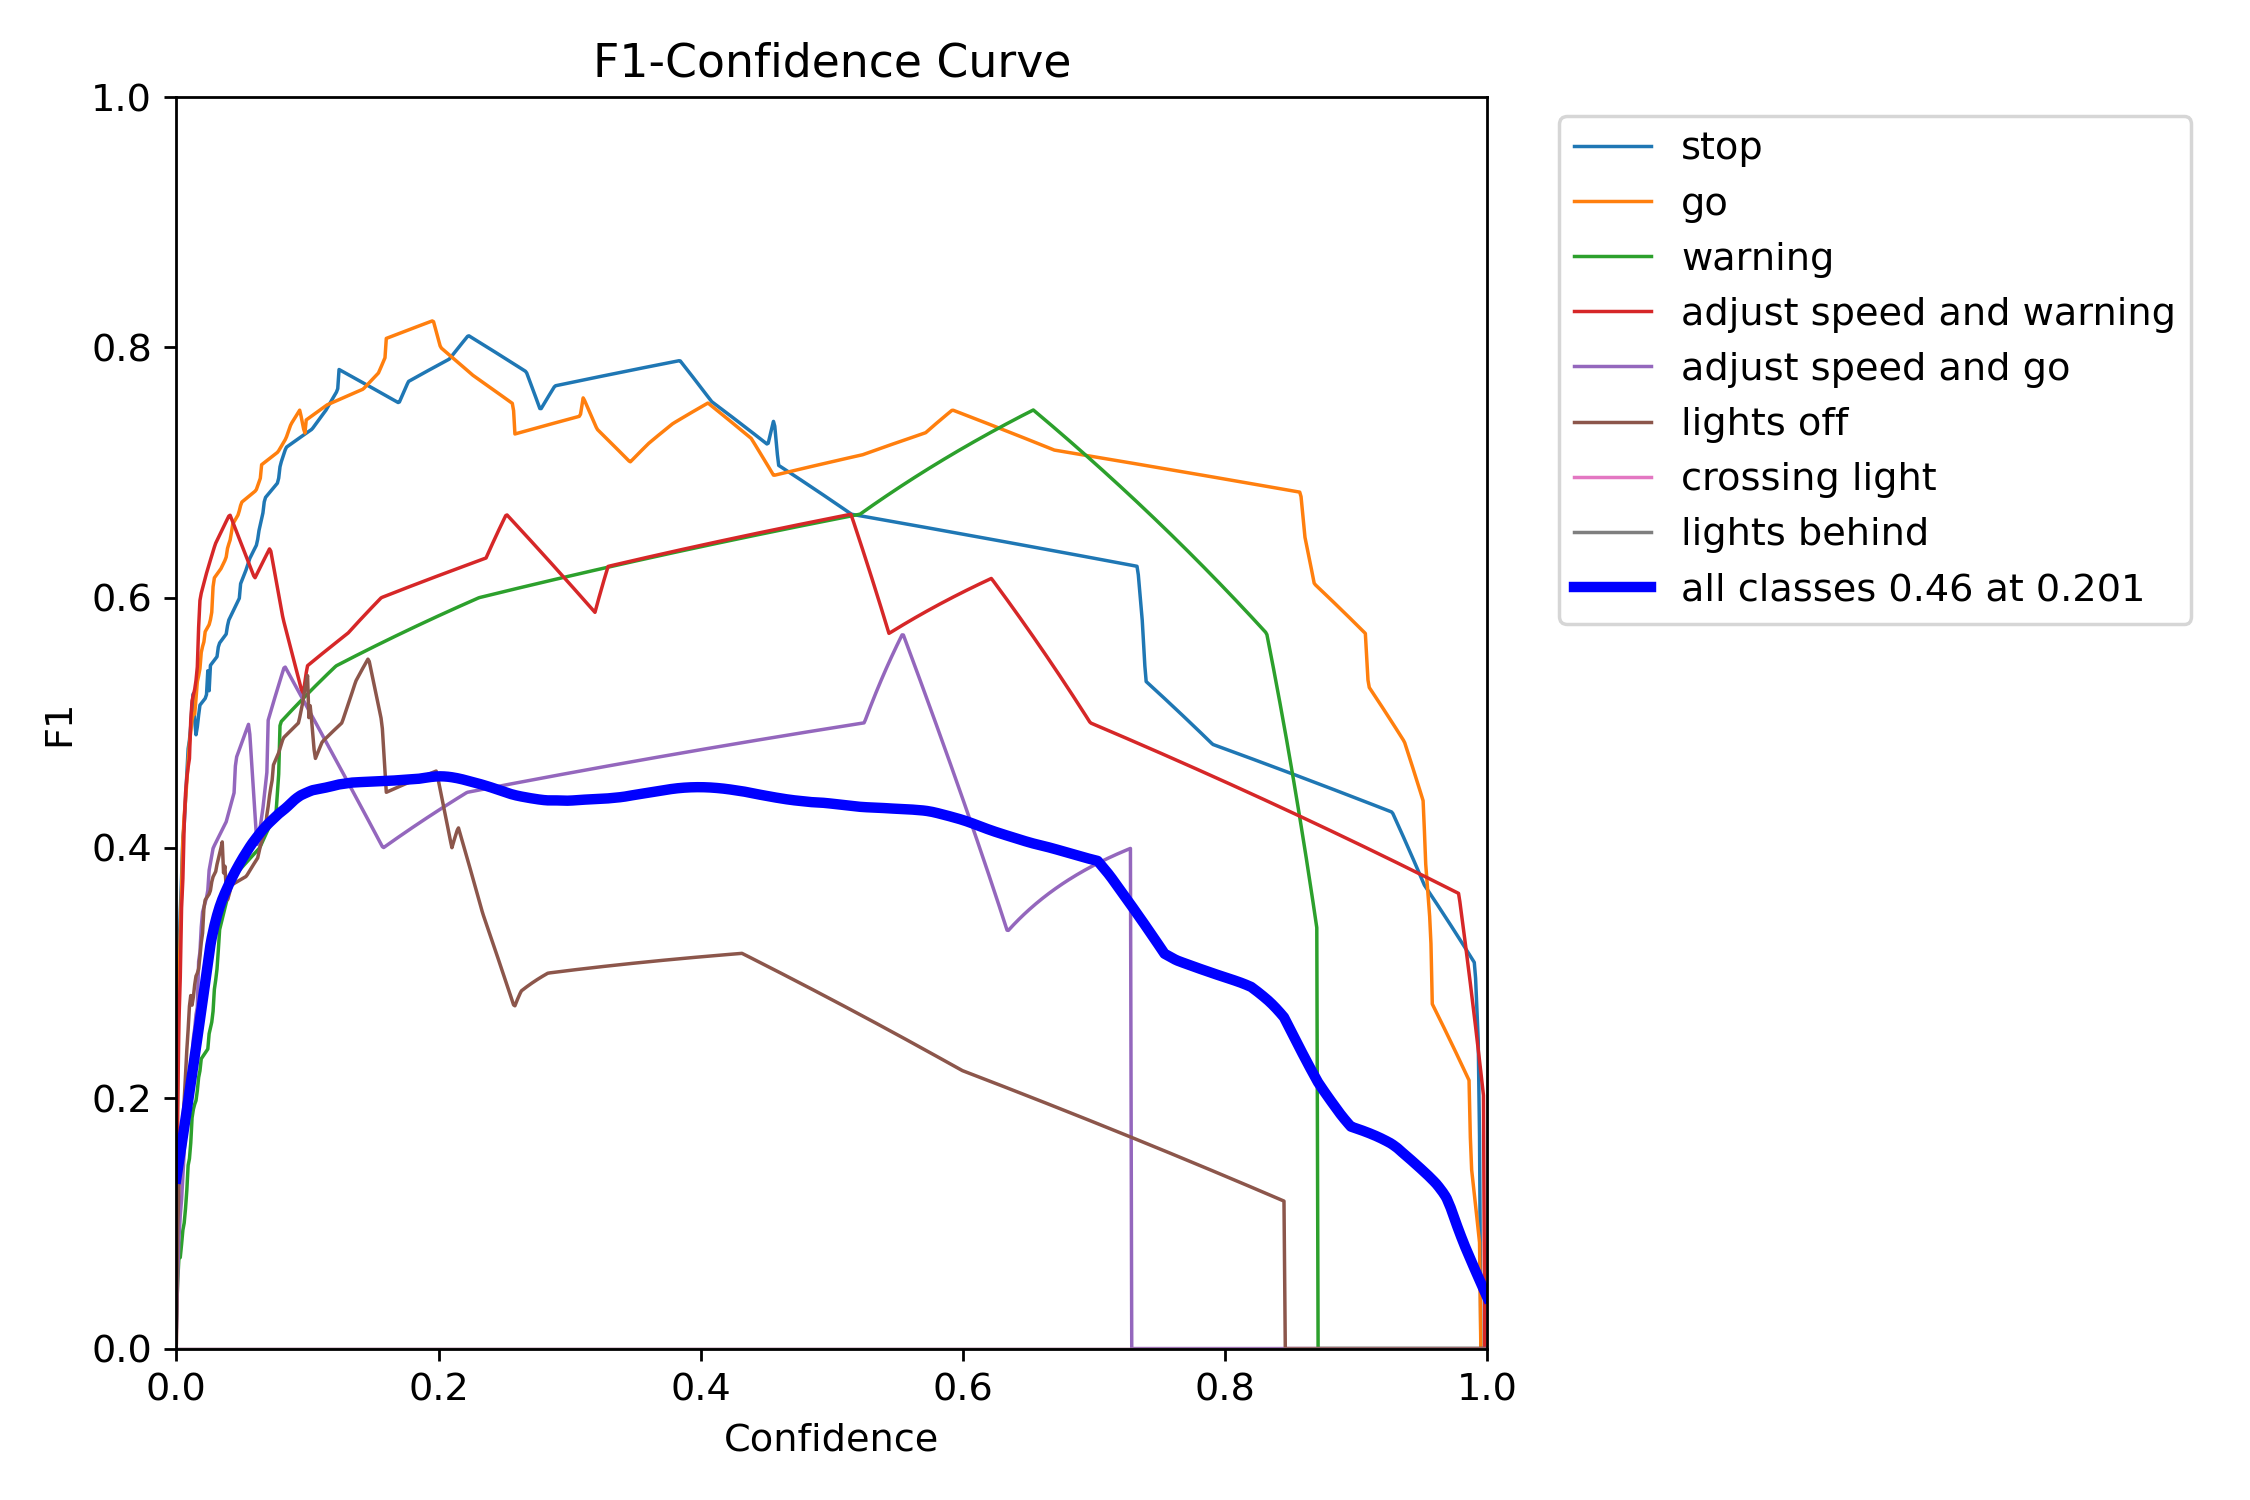 F1-Confidence Curve
1.0
0.8
0.6
0.4
0.2
0.0
F1
0.0 0.2 0.4 0.6 0.8 1.0
Confidence
stop
go
warning
adjust speed and warning
adjust speed and go
lights off
crossing light
lights behind
all classes 0.46 at 0.201